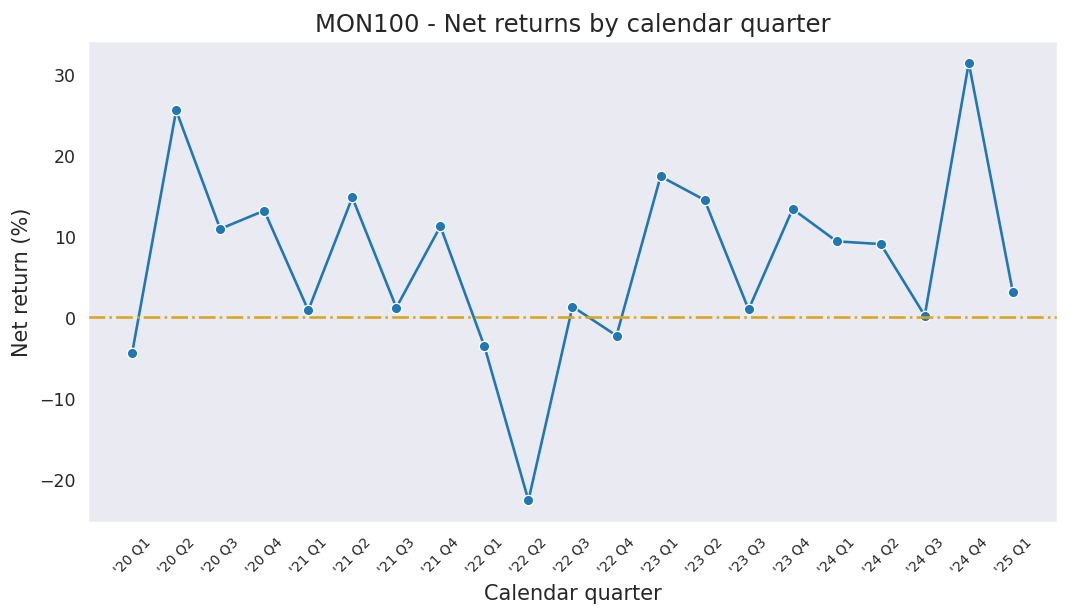 MON100 - Net returns by calendar quarter
Net return (%)
30
20
10
0
−10
−20
'20 Q1
'20 Q2
'20 Q3
'20 Q4
'21 Q1
'21 Q2
'21 Q3
'21 Q4
'22 Q1
'22 Q2
'22 Q3
'22 Q4
'23 Q1
'23 Q2
'23 Q3
'23 Q4
'24 Q1
'24 Q2
'24 Q3
'24 Q4
'25 Q1
Calendar quarter